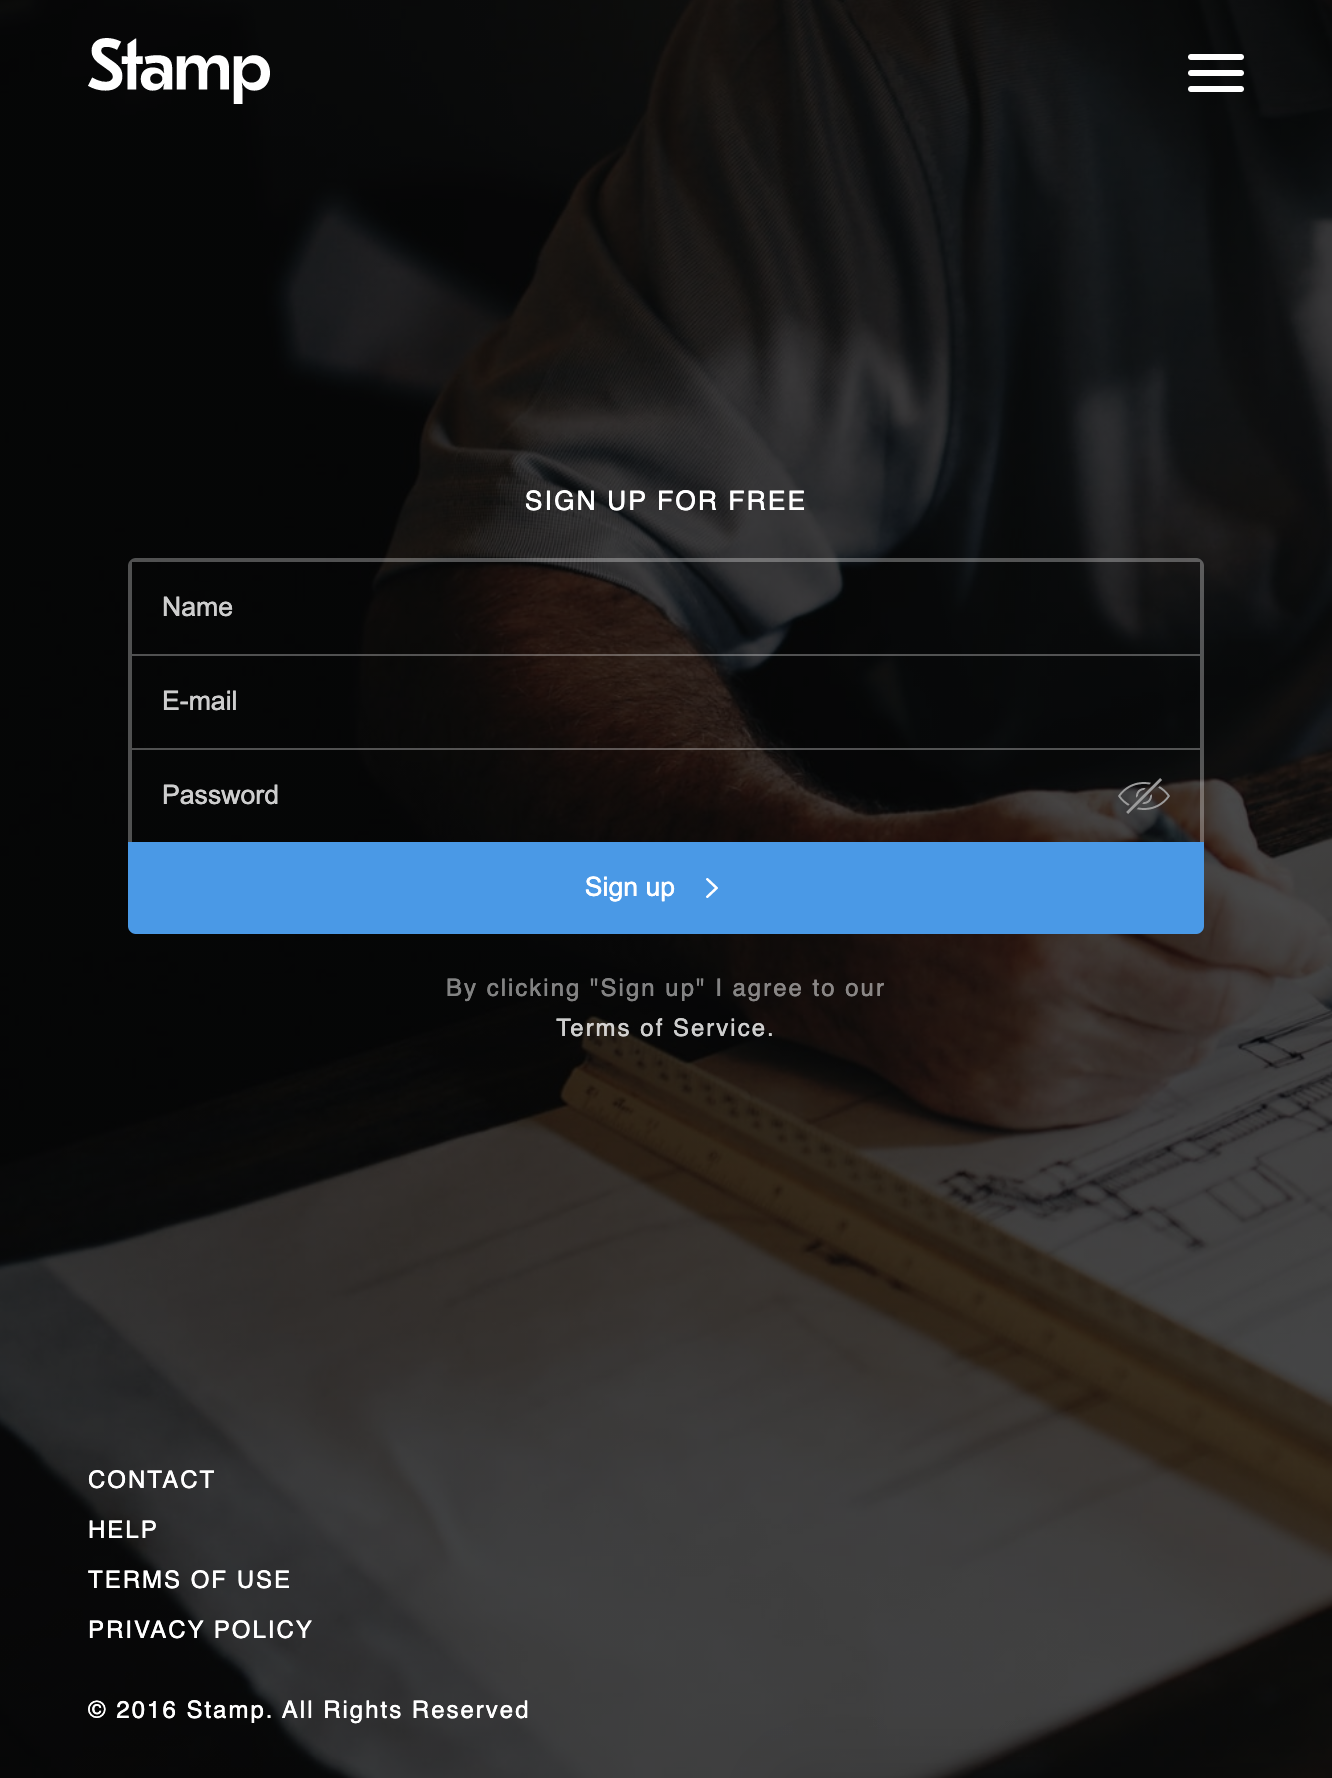 Stamp
SIGN UP FOR FREE
Name
E-mail
Password
Sign up
By clicking "Sign up" I agree to our
Terms of Service.
CONTACT
HELP
TERMS OF USE
PRIVACY POLICY
© 2016 Stamp. All Rights Reserved